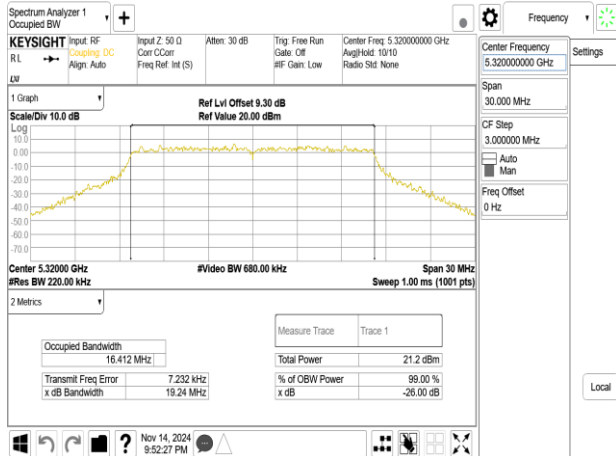 Spectrum Analyzer 1
Occupied BW
Frequency
KEYSIGHT
RL
Input: RF
Coupling: DC
Align: Auto
Input Z: 50 Ω
Corr CCorr
Freq Ref: Int (S)
Atten: 30 dB
Trig: Free Run
Gate: Off
#IF Gain: Low
Center Freq: 5.320000000 GHz
Avg|Hold: 10/10
Radio Std: None
Center Frequency
5.320000000 GHz
Settings
Span
30.000 MHz
CF Step
3.000000 MHz
Auto
Man
Freq Offset
0 Hz
Local
1 Graph
Scale/Div 10.0 dB
Ref Lvl Offset 9.30 dB
Ref Value 20.00 dBm
Log
10.0
0.00
-10.0
-20.0
-30.0
-40.0
-50.0
-60.0
-70.0
Center 5.32000 GHz
#Res BW 220.00 kHz
#Video BW 680.00 kHz
Span 30 MHz
Sweep 1.00 ms (1001 pts)
2 Metrics
Measure Trace Trace 1
Occupied Bandwidth
16.412 MHz
Total Power 21.2 dBm
Transmit Freq Error 7.232 kHz
% of OBW Power 99.00 %
x dB Bandwidth 19.24 MHz
x dB -26.00 dB
Nov 14, 2024
9:52:27 PM